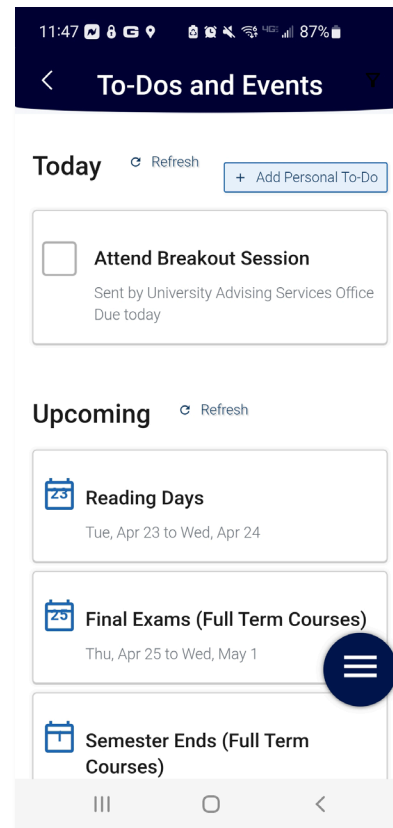 11:47 87%
To-Dos and Events
Today Refresh
+ Add Personal To-Do
Attend Breakout Session
Sent by University Advising Services Office
Due today
Upcoming Refresh
23
Reading Days
Tue, Apr 23 to Wed, Apr 24
25
Final Exams (Full Term Courses)
Thu, Apr 25 to Wed, May 1
1
Semester Ends (Full Term
Courses)